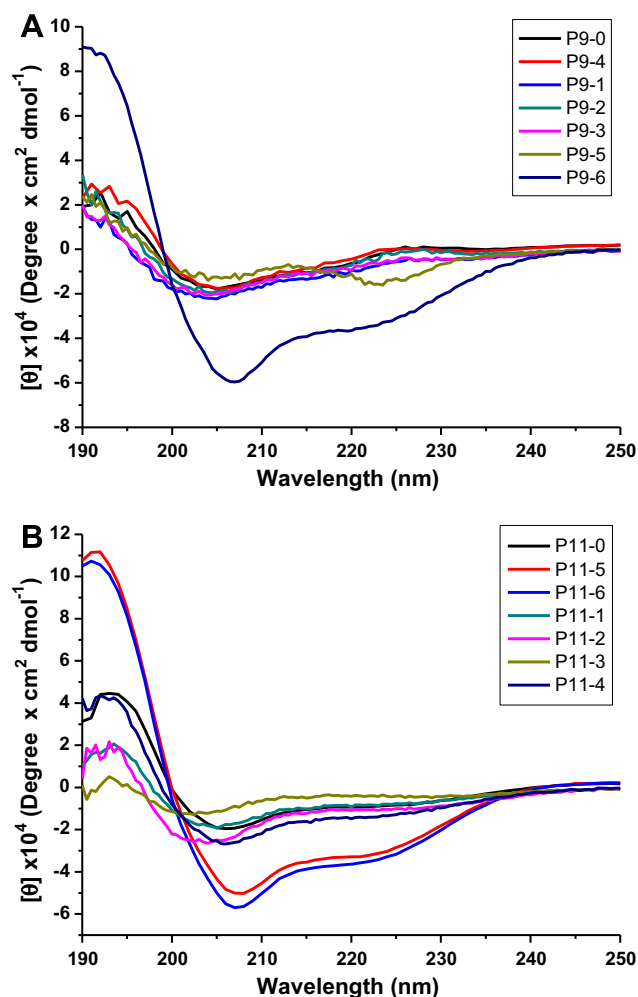 A
[θ] x10⁴ (Degree x cm² dmol⁻¹)
10
8
6
4
2
0
-2
-4
-6
-8
P9-0
P9-4
P9-1
P9-2
P9-3
P9-5
P9-6
190 200 210 220 230 240 250
Wavelength (nm)
B
[θ] x10⁴ (Degree x cm² dmol⁻¹)
12
10
8
6
4
2
0
-2
-4
-6
P11-0
P11-5
P11-6
P11-1
P11-2
P11-3
P11-4
190 200 210 220 230 240 250
Wavelength (nm)